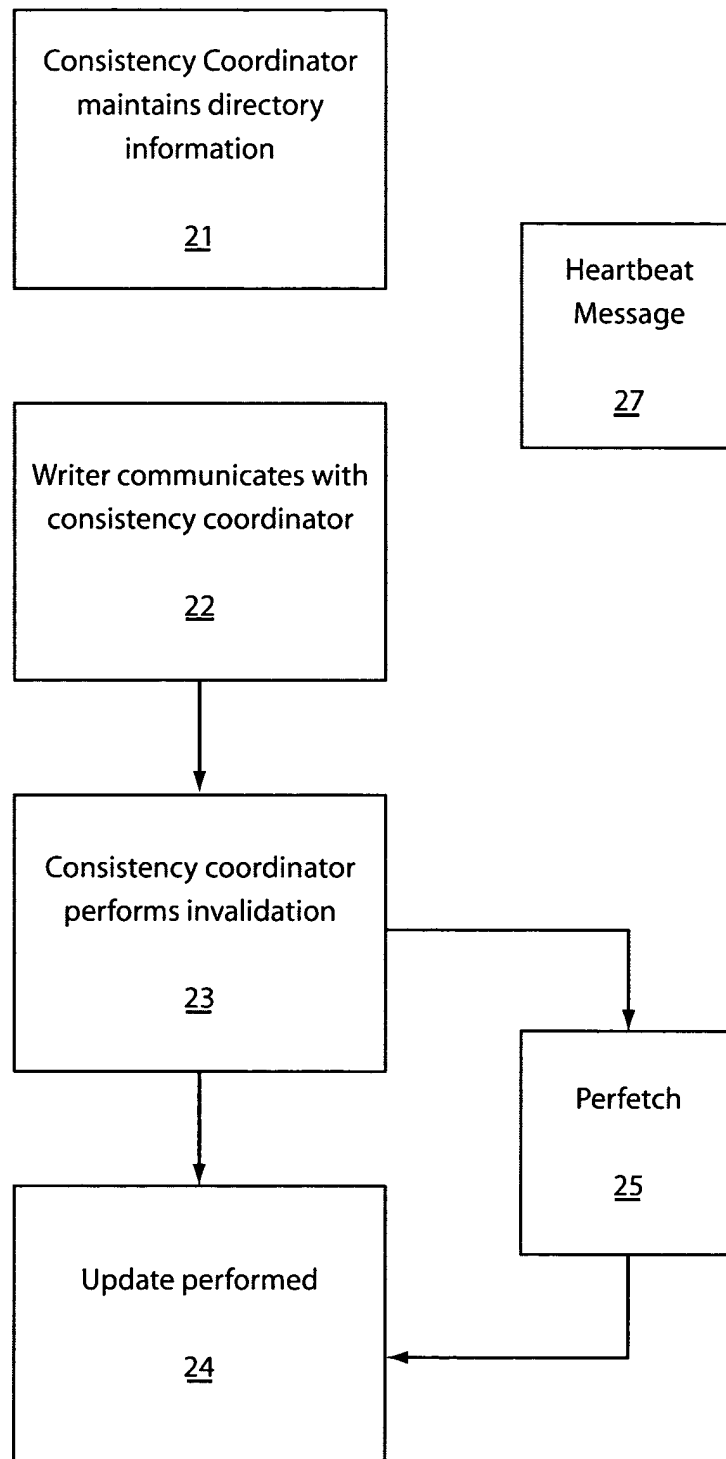 Consistency Coordinator
maintains directory
information
21
Heartbeat
Message
27
Writer communicates with
consistency coordinator
22
Consistency coordinator
performs invalidation
23
Perfetch
25
Update performed
24